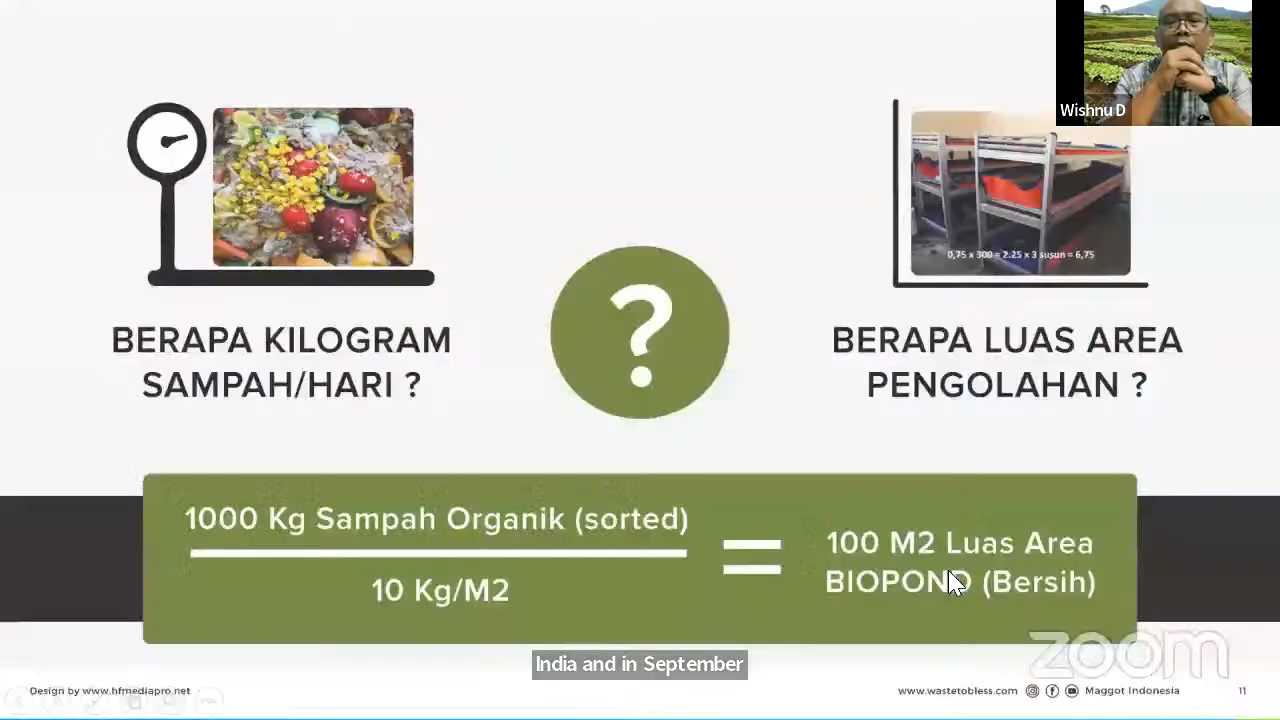 Wishnu D
0,75 x 300 = 2.25 x 3 susun = 6,75
BERAPA KILOGRAM
SAMPAH/HARI ?
?
BERAPA LUAS AREA
PENGOLAHAN ?
1000 Kg Sampah Organik (sorted)
10 Kg/M2
=
100 M2 Luas Area
BIOPOND (Bersih)
zoom
India and in September
Design by www.hfmediapro.net
www.wastetobless.com
Maggot Indonesia
11